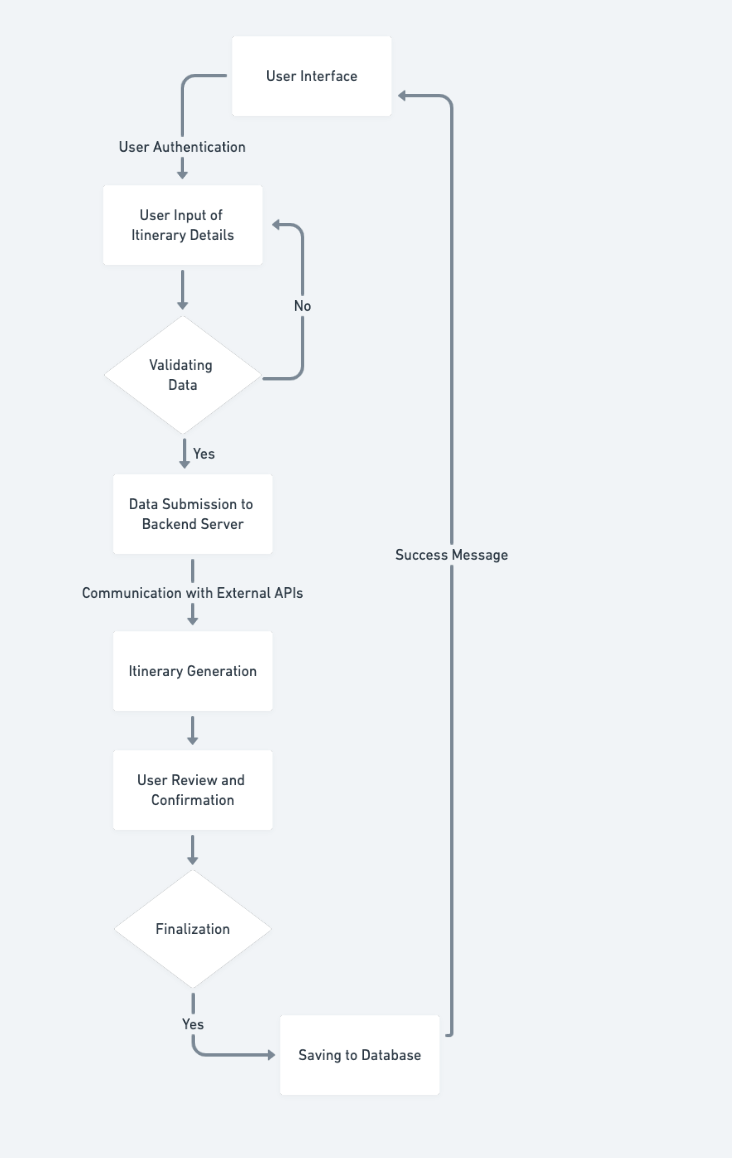 User Interface
User Authentication
User Input of
Itinerary Details
No
Validating
Data
Yes
Data Submission to
Backend Server
Success Message
Communication with External APIs
Itinerary Generation
User Review and
Confirmation
Finalization
Yes
Saving to Database